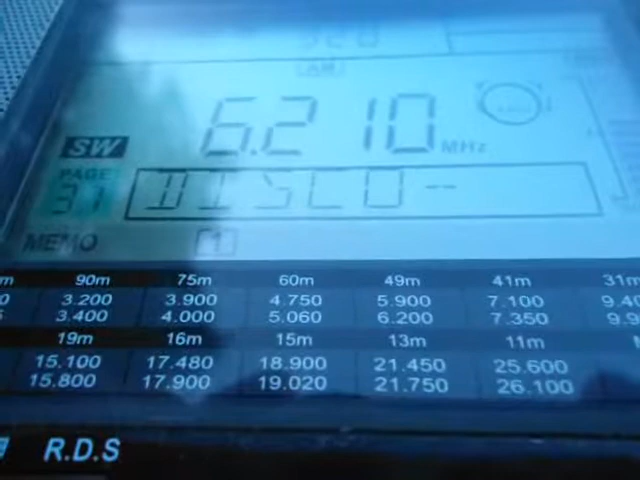 AM
SW 6.210 MHz
PAGE
37 DISCO--
MEMO 1
90m 75m 60m 49m 41m 31m
3.200 3.900 4.750 5.900 7.100
3.400 4.000 5.060 6.200 7.350
19m 16m 15m 13m 11m
15.100 17.480 18.900 21.450 25.600
15.800 17.900 19.020 21.750 26.100
R.D.S